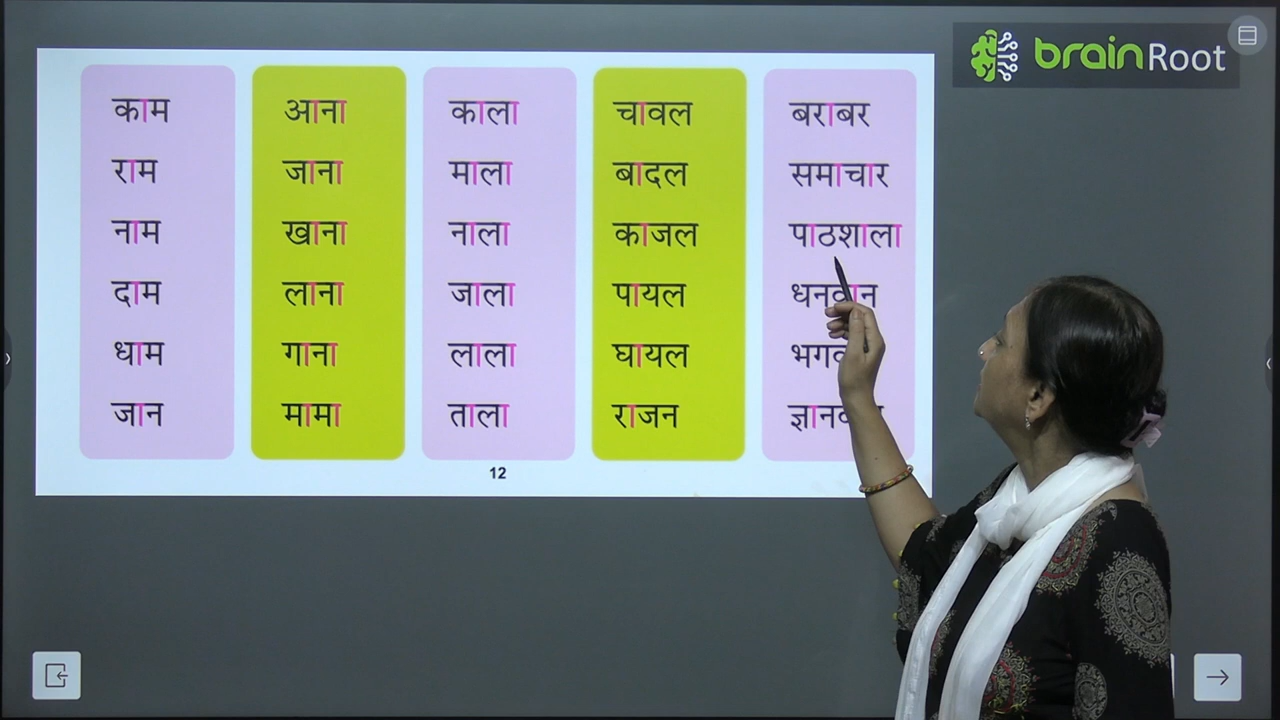 brainRoot
काम आना काला चावल बराबर
राम जाना माला बादल समाचार
नाम खाना नाला काजल पाठशाला
दाम लाना जाला पायल
धाम गाना लाला घायल
जान मामा ताला राजन
12